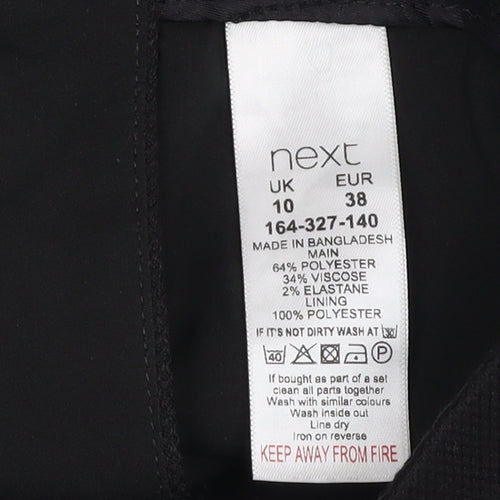 next
UK EUR
10 38
164-327-140
MADE IN BANGLADESH
MAIN
64% POLYESTER
34% VISCOSE
2% ELASTANE
LINING
100% POLYESTER
IF IT'S NOT DIRTY WASH AT 30
40 P
If bought as part of a set
clean all parts together
Wash with similar colours
Wash inside out
Line dry
Iron on reverse
KEEP AWAY FROM FIRE